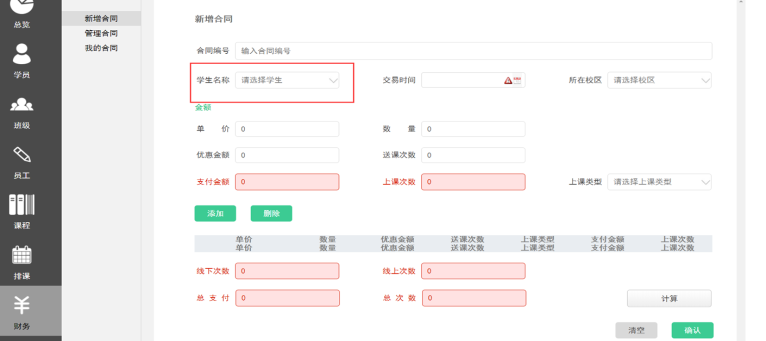 总览
学员
班级
员工
课程
排课
财务
新增合同
管理合同
我的合同
新增合同
合同编号 输入合同编号
学生名称 请选择学生 交易时间 所在校区 请选择校区
金额
单 价 0 数 量 0
优惠金额 0 送课次数 0
支付金额 0 上课次数 0 上课类型 请选择上课类型
添加 删除
单价 数量 优惠金额 送课次数 上课类型 支付金额 上课次数
单价 数量 优惠金额 送课次数 上课类型 支付金额 上课次数
线下次数 0 线上次数 0
总 支 付 0 总 次 数 0 计算
清空 确认